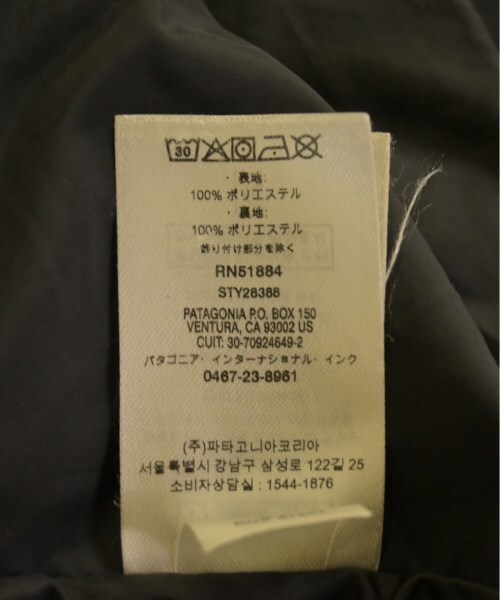 30
・表地:
100% ポリエステル
・裏地:
100% ポリエステル
飾り付け部分を除く
RN51884
STY28388
PATAGONIA P.O. BOX 150
VENTURA, CA 93002 US
CUIT: 30-70924649-2
パタゴニア・インターナショナル・インク
0467-23-8961
(주)파타고니아코리아
서울특별시 강남구 삼성로 122길 25
소비자상담실 : 1544-1876